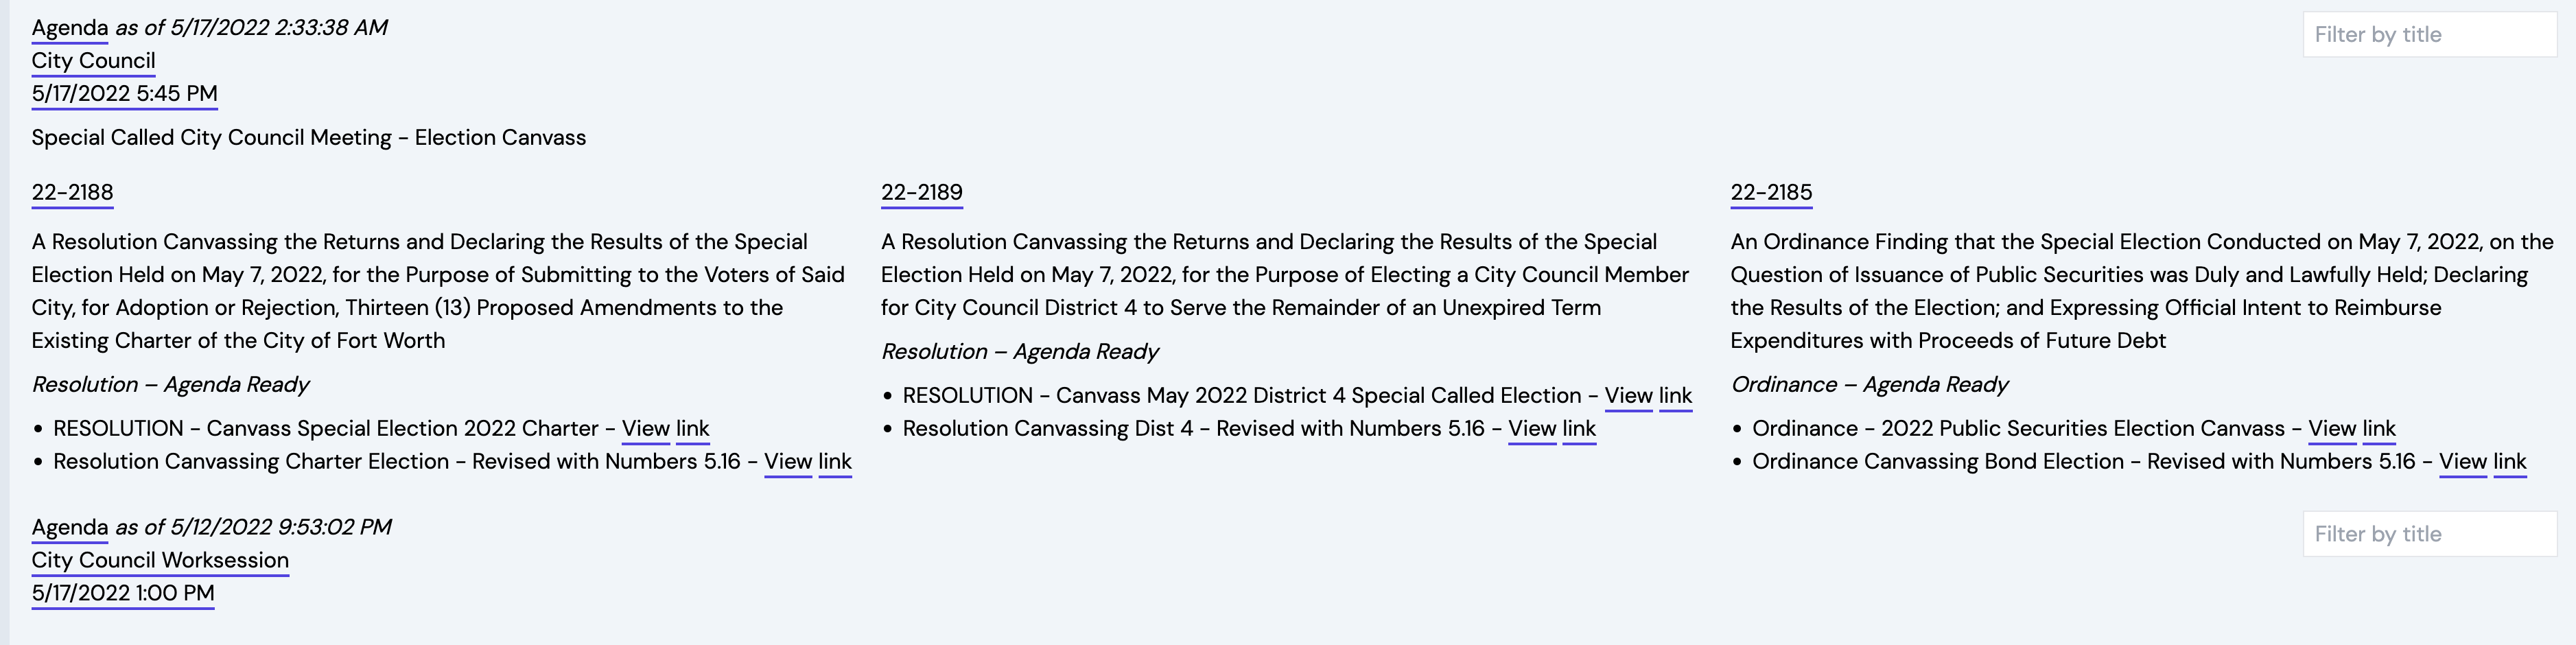 Agenda as of 5/17/2022 2:33:38 AM
Filter by title
City Council
5/17/2022 5:45 PM
Special Called City Council Meeting - Election Canvass
22-2188
A Resolution Canvassing the Returns and Declaring the Results of the Special
Election Held on May 7, 2022, for the Purpose of Submitting to the Voters of Said
City, for Adoption or Rejection, Thirteen (13) Proposed Amendments to the
Existing Charter of the City of Fort Worth
Resolution – Agenda Ready
• RESOLUTION - Canvass Special Election 2022 Charter - View link
• Resolution Canvassing Charter Election - Revised with Numbers 5.16 - View link
22-2189
A Resolution Canvassing the Returns and Declaring the Results of the Special
Election Held on May 7, 2022, for the Purpose of Electing a City Council Member
for City Council District 4 to Serve the Remainder of an Unexpired Term
Resolution – Agenda Ready
• RESOLUTION - Canvass May 2022 District 4 Special Called Election - View link
• Resolution Canvassing Dist 4 - Revised with Numbers 5.16 - View link
22-2185
An Ordinance Finding that the Special Election Conducted on May 7, 2022, on the
Question of Issuance of Public Securities was Duly and Lawfully Held; Declaring
the Results of the Election; and Expressing Official Intent to Reimburse
Expenditures with Proceeds of Future Debt
Ordinance – Agenda Ready
• Ordinance - 2022 Public Securities Election Canvass - View link
• Ordinance Canvassing Bond Election - Revised with Numbers 5.16 - View link
Agenda as of 5/12/2022 9:53:02 PM
Filter by title
City Council Worksession
5/17/2022 1:00 PM